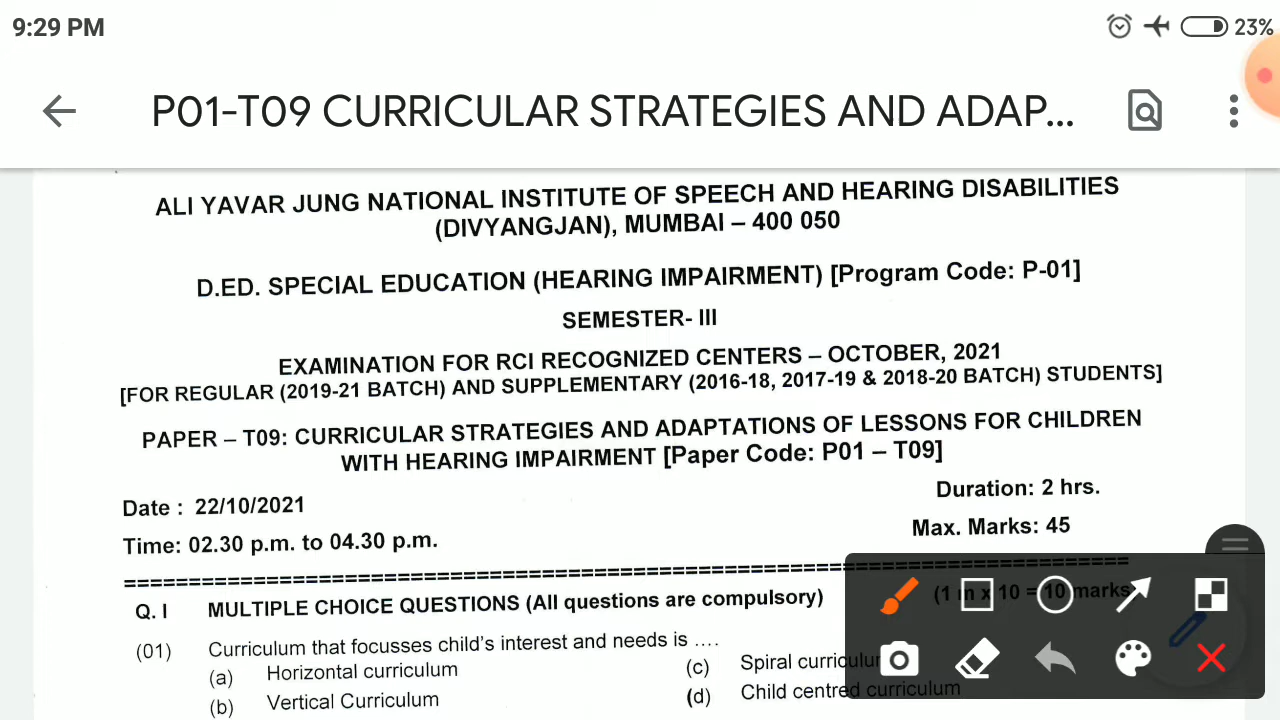 9:29 PM
23%
P01-T09 CURRICULAR STRATEGIES AND ADAP...
ALI YAVAR JUNG NATIONAL INSTITUTE OF SPEECH AND HEARING DISABILITIES
(DIVYANGJAN), MUMBAI – 400 050
D.ED. SPECIAL EDUCATION (HEARING IMPAIRMENT) [Program Code: P-01]
SEMESTER- III
EXAMINATION FOR RCI RECOGNIZED CENTERS – OCTOBER, 2021
[FOR REGULAR (2019-21 BATCH) AND SUPPLEMENTARY (2016-18, 2017-19 & 2018-20 BATCH) STUDENTS]
PAPER – T09: CURRICULAR STRATEGIES AND ADAPTATIONS OF LESSONS FOR CHILDREN
WITH HEARING IMPAIRMENT [Paper Code: P01 – T09]
Date : 22/10/2021 Duration: 2 hrs.
Time: 02.30 p.m. to 04.30 p.m. Max. Marks: 45
Q. I MULTIPLE CHOICE QUESTIONS (All questions are compulsory) (1 m x 10 = 10 marks
(01) Curriculum that focusses child's interest and needs is ....
(a) Horizontal curriculum (c) Spiral curriculum
(b) Vertical Curriculum (d) Child centred curriculum